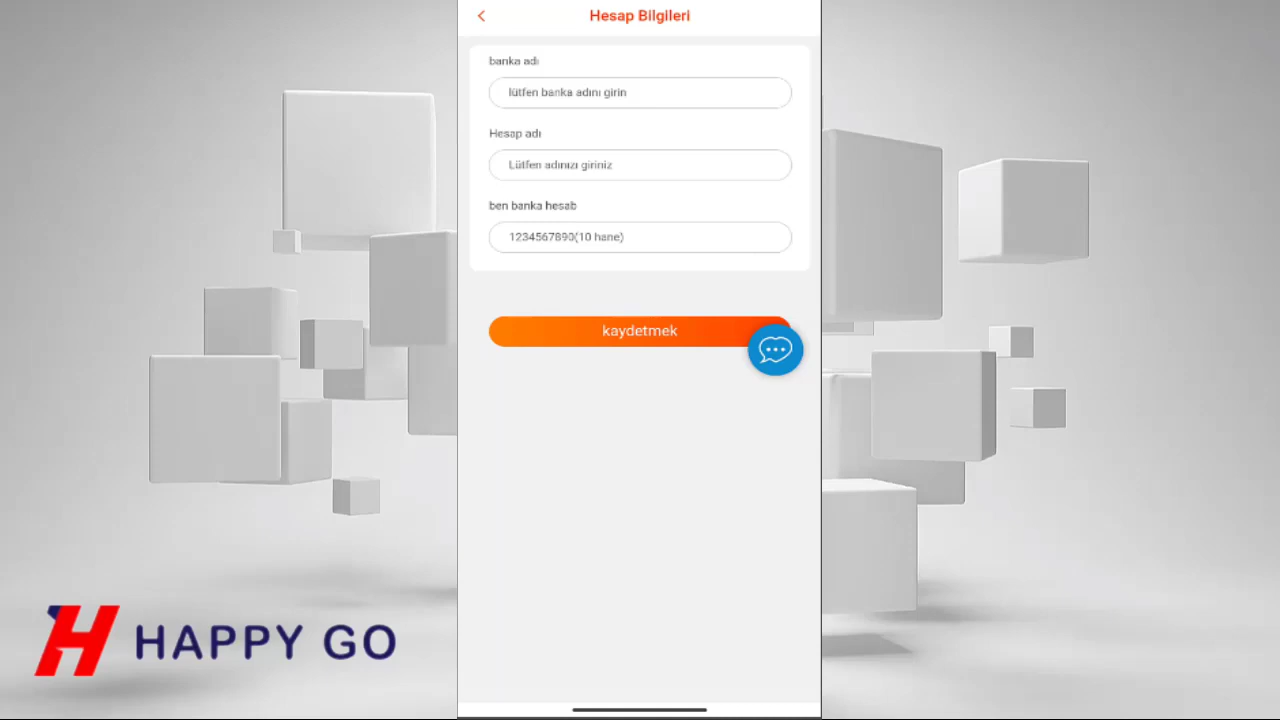 Hesap Bilgileri
banka adı
lütfen banka adını girin
Hesap adı
Lütfen adınızı giriniz
ben banka hesab
1234567890(10 hane)
kaydetmek
HAPPY GO